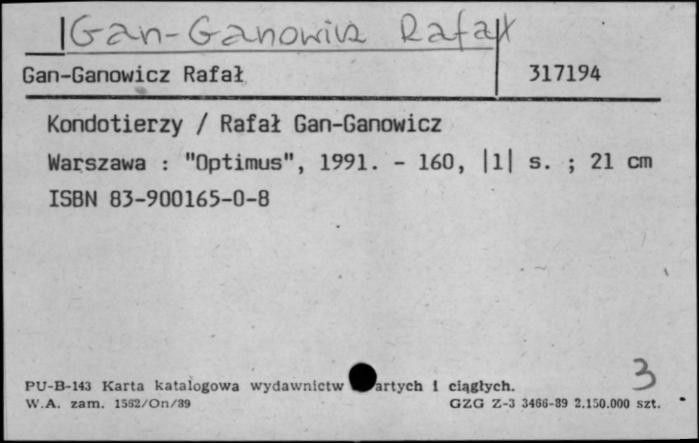 Gan-Ganowicz Rafał
Gan-Ganowicz Rafał 317194
Kondotierzy / Rafał Gan-Ganowicz
Warszawa : "Optimus", 1991. - 160, |1| s. ; 21 cm
ISBN 83-900165-0-8
3
PU-B-143 Karta katalogowa wydawnictw artych i ciągłych.
W.A. zam. 1562/On/89 GZG Z-3 3466-89 2.150.000 szt.